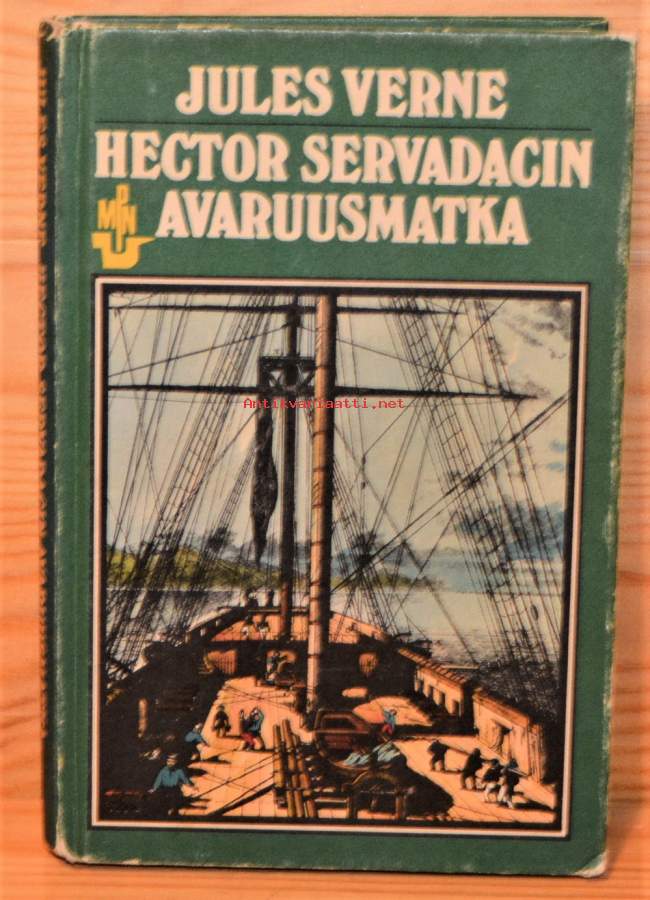 JULES VERNE
HECTOR SERVADACIN
AVARUUSMATKA
Antikvariaatti.net